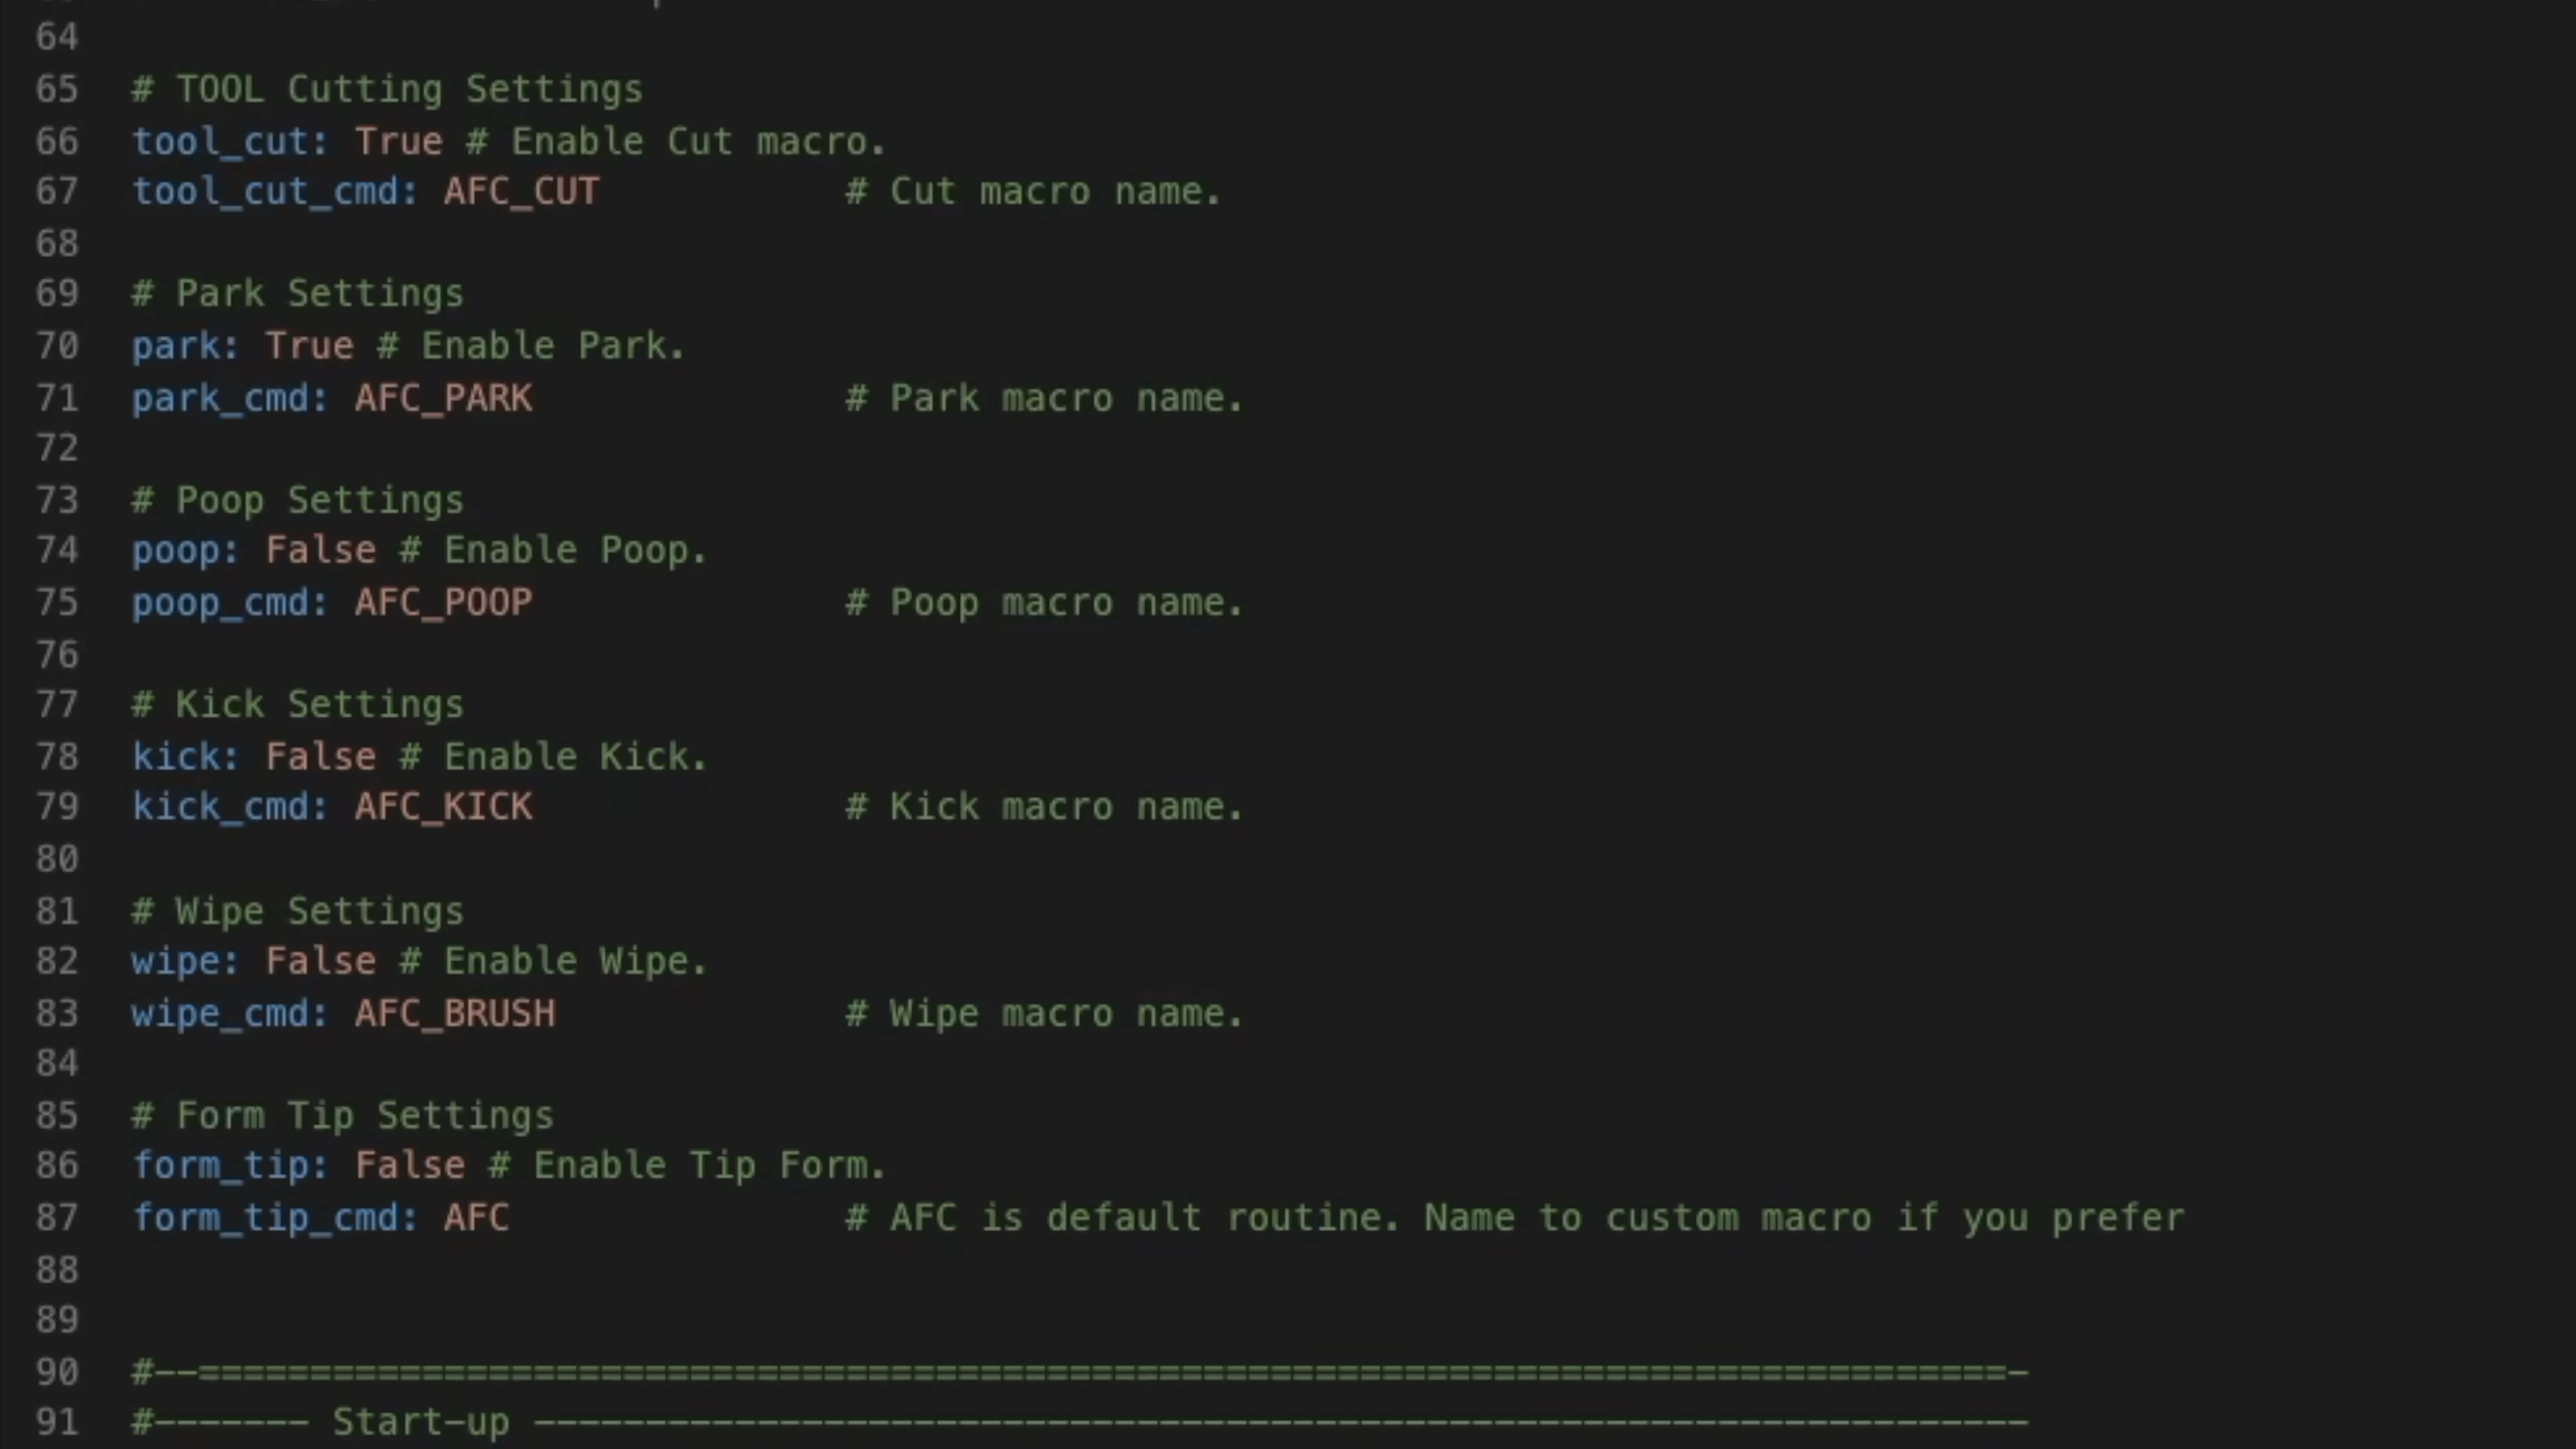 64
65 # TOOL Cutting Settings
66 tool_cut: True # Enable Cut macro.
67 tool_cut_cmd: AFC_CUT # Cut macro name.
68
69 # Park Settings
70 park: True # Enable Park.
71 park_cmd: AFC_PARK # Park macro name.
72
73 # Poop Settings
74 poop: False # Enable Poop.
75 poop_cmd: AFC_POOP # Poop macro name.
76
77 # Kick Settings
78 kick: False # Enable Kick.
79 kick_cmd: AFC_KICK # Kick macro name.
80
81 # Wipe Settings
82 wipe: False # Enable Wipe.
83 wipe_cmd: AFC_BRUSH # Wipe macro name.
84
85 # Form Tip Settings
86 form_tip: False # Enable Tip Form.
87 form_tip_cmd: AFC # AFC is default routine. Name to custom macro if you prefer
88
89
90 #--=================================================================================-
91 #------- Start-up -------------------------------------------------------------------